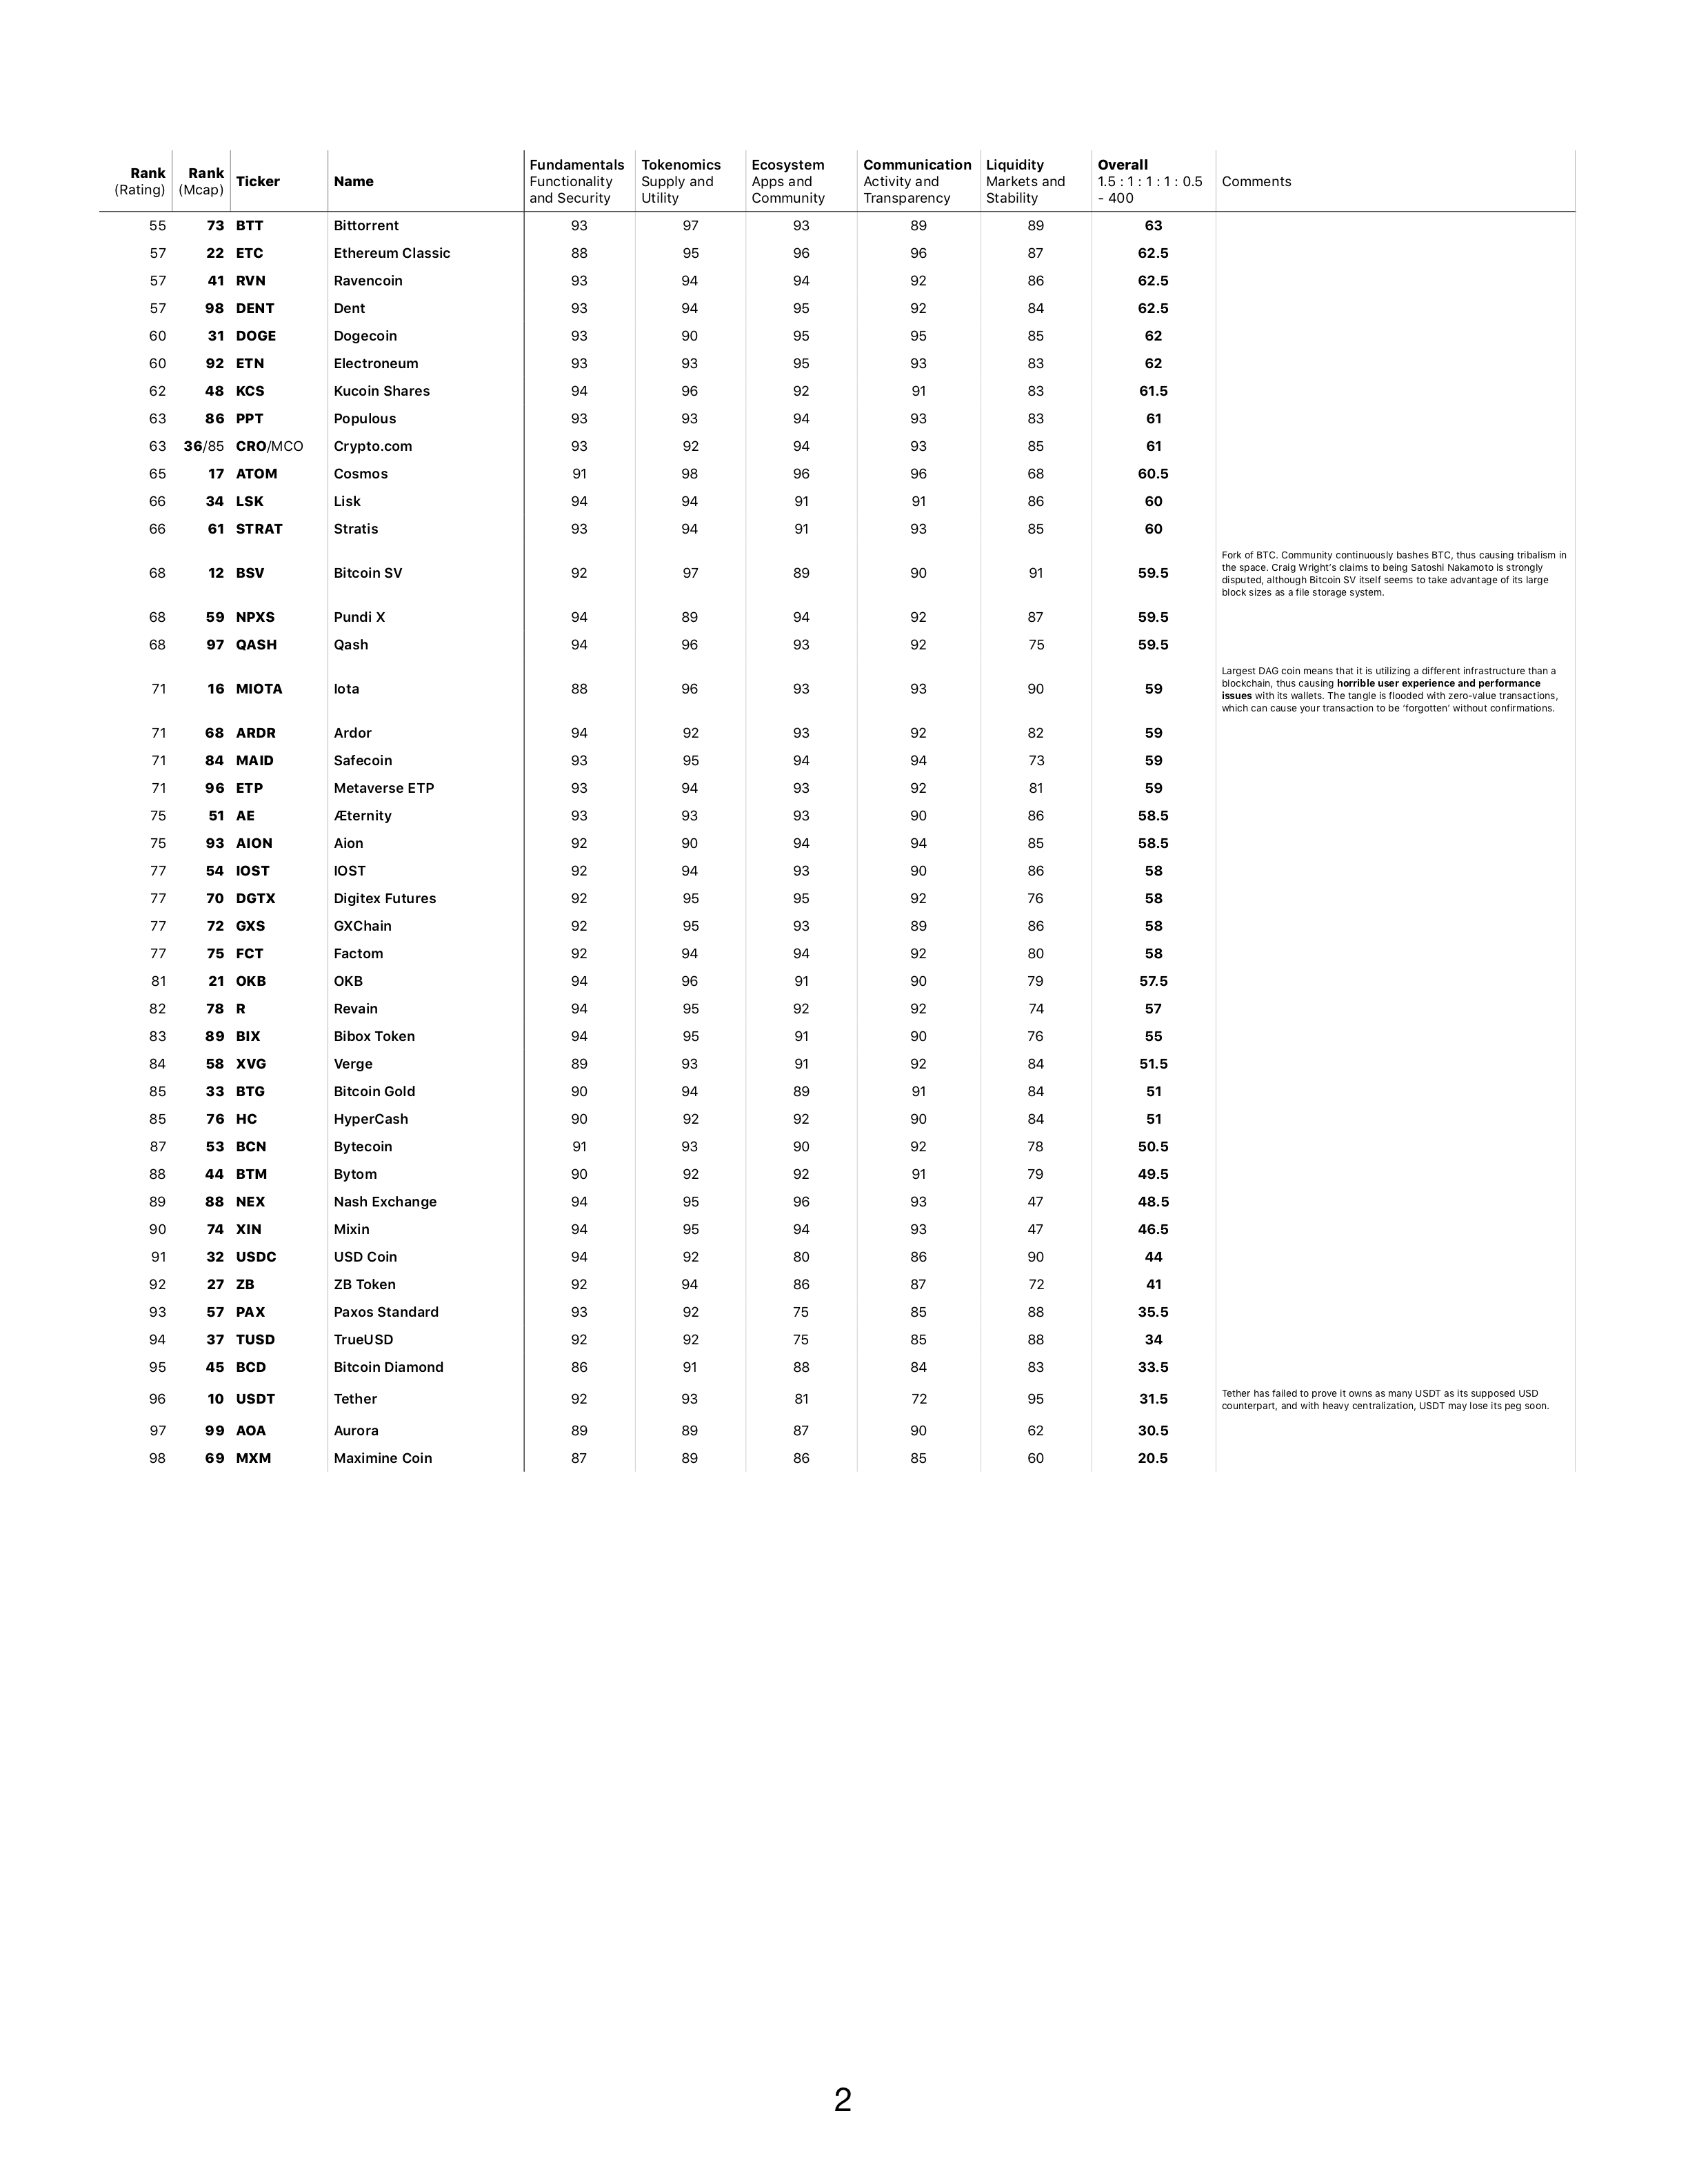 Rank (Rating) Rank (Mcap) Ticker Name Fundamentals Functionality and Security Tokenomics Supply and Utility Ecosystem Apps and Community Communication Activity and Transparency Liquidity Markets and Stability Overall 1.5 : 1 : 1 : 1 : 0.5 - 400 Comments
55 73 BTT Bittorrent 93 97 93 89 89 63
57 22 ETC Ethereum Classic 88 95 96 96 87 62.5
57 41 RVN Ravencoin 93 94 94 92 86 62.5
57 98 DENT Dent 93 94 95 92 84 62.5
60 31 DOGE Dogecoin 93 90 95 95 85 62
60 92 ETN Electroneum 93 93 95 93 83 62
62 48 KCS Kucoin Shares 94 96 92 91 83 61.5
63 86 PPT Populous 93 93 94 93 83 61
63 36/85 CRO/MCO Crypto.com 93 92 94 93 85 61
65 17 ATOM Cosmos 91 98 96 96 68 60.5
66 34 LSK Lisk 94 94 91 91 86 60
66 61 STRAT Stratis 93 94 91 93 85 60
68 12 BSV Bitcoin SV 92 97 89 90 91 59.5
Fork of BTC. Community continuously bashes BTC, thus causing tribalism in
the space. Craig Wright's claims to being Satoshi Nakamoto is strongly
disputed, although Bitcoin SV itself seems to take advantage of its large
block sizes as a file storage system.
68 59 NPXS Pundi X 94 89 94 92 87 59.5
68 97 QASH Qash 94 96 93 92 75 59.5
71 16 MIOTA Iota 88 96 93 93 90 59
Largest DAG coin means that it is utilizing a different infrastructure than a
blockchain, thus causing horrible user experience and performance
issues with its wallets. The tangle is flooded with zero-value transactions,
which can cause your transaction to be ‘forgotten’ without confirmations.
71 68 ARDR Ardor 94 92 93 92 82 59
71 84 MAID Safecoin 93 95 94 94 73 59
71 96 ETP Metaverse ETP 93 94 93 92 81 59
75 51 AE Æternity 93 93 93 90 86 58.5
75 93 AION Aion 92 90 94 94 85 58.5
77 54 IOST IOST 92 94 93 90 86 58
77 70 DGTX Digitex Futures 92 95 95 92 76 58
77 72 GXS GXChain 92 95 93 89 86 58
77 75 FCT Factom 92 94 94 92 80 58
81 21 OKB OKB 94 96 91 90 79 57.5
82 78 R Revain 94 95 92 92 74 57
83 89 BIX Bibox Token 94 95 91 90 76 55
84 58 XVG Verge 89 93 91 92 84 51.5
85 33 BTG Bitcoin Gold 90 94 89 91 84 51
85 76 HC HyperCash 90 92 92 90 84 51
87 53 BCN Bytecoin 91 93 90 92 78 50.5
88 44 BTM Bytom 90 92 92 91 79 49.5
89 88 NEX Nash Exchange 94 95 96 93 47 48.5
90 74 XIN Mixin 94 95 94 93 47 46.5
91 32 USDC USD Coin 94 92 80 86 90 44
92 27 ZB ZB Token 92 94 86 87 72 41
93 57 PAX Paxos Standard 93 92 75 85 88 35.5
94 37 TUSD TrueUSD 92 92 75 85 88 34
95 45 BCD Bitcoin Diamond 86 91 88 84 83 33.5
96 10 USDT Tether 92 93 81 72 95 31.5
Tether has failed to prove it owns as many USDT as its supposed USD
counterpart, and with heavy centralization, USDT may lose its peg soon.
97 99 AOA Aurora 89 89 87 90 62 30.5
98 69 MXM Maximine Coin 87 89 86 85 60 20.5
2